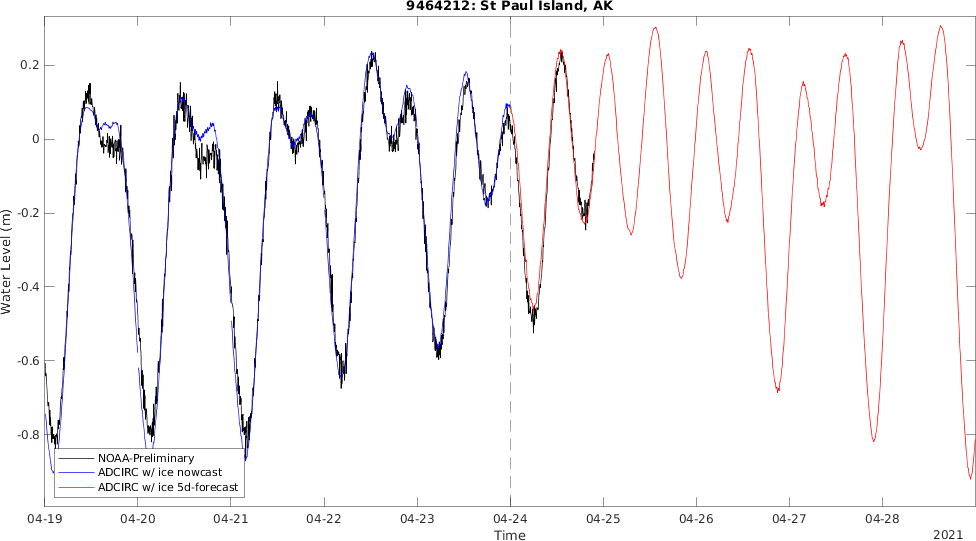 9464212: St Paul Island, AK
Water Level (m)
0.2
0
-0.2
-0.4
-0.6
-0.8
NOAA-Preliminary
ADCIRC w/ ice nowcast
ADCIRC w/ ice 5d-forecast
04-19 04-20 04-21 04-22 04-23 04-24 04-25 04-26 04-27 04-28
Time
2021